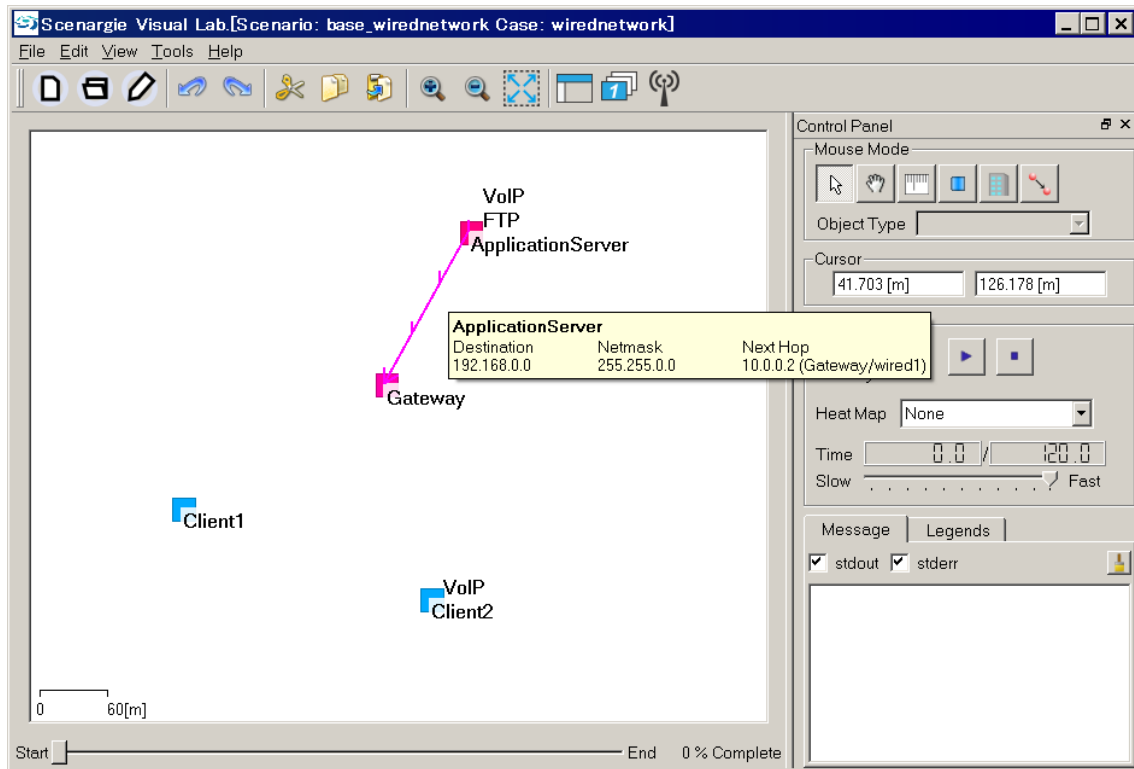 Scenargie Visual Lab.[Scenario: base_wirednetwork Case: wirednetwork]
File Edit View Tools Help
1
Control Panel
Mouse Mode
Object Type
Cursor
41.703 [m] 126.178 [m]
VoIP
FTP
ApplicationServer
ApplicationServer
Destination Netmask Next Hop
192.168.0.0 255.255.0.0 10.0.0.2 (Gateway/wired1)
Gateway
Heat Map None
Time 0.0 / 120.0
Slow Fast
Client1
VoIP
Client2
Message Legends
stdout stderr
0 60[m]
Start End 0 % Complete